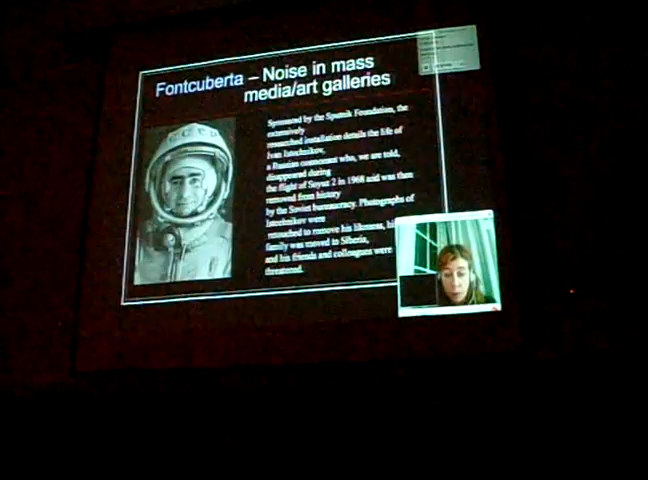 Fontcuberta – Noise in mass
media/art galleries
Sponsored by the Sputnik Foundation, the
extensively
researched installation details the life of
Ivan Istochnikov,
a Russian cosmonaut who, we are told,
disappeared during
the flight of Soyuz 2 in 1968 and was then
removed from history
by the Soviet bureaucracy. Photographs of
Istochnikov were
retouched to remove his likeness, his
family was moved to Siberia,
and his friends and colleagues were
threatened.